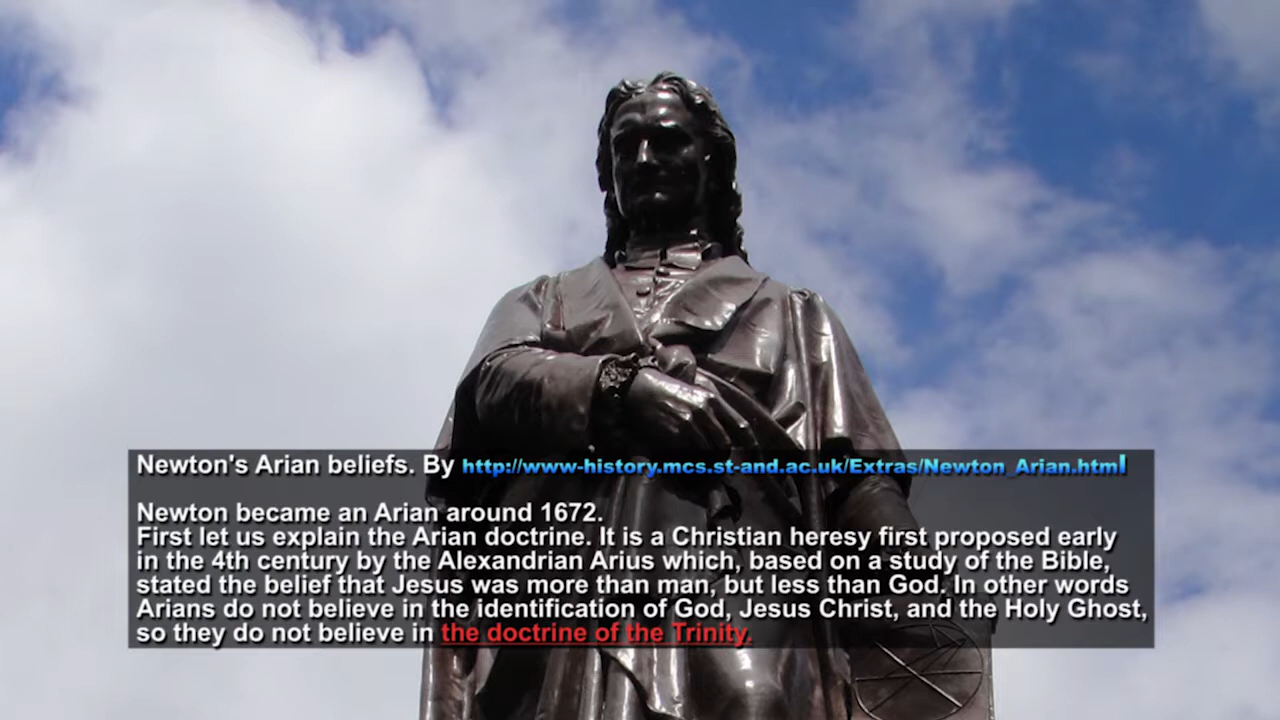 Newton's Arian beliefs. By http://www-history.mcs.st-and.ac.uk/Extras/Newton_Arian.html
Newton became an Arian around 1672.
First let us explain the Arian doctrine. It is a Christian heresy first proposed early
in the 4th century by the Alexandrian Arius which, based on a study of the Bible,
stated the belief that Jesus was more than man, but less than God. In other words
Arians do not believe in the identification of God, Jesus Christ, and the Holy Ghost,
so they do not believe in the doctrine of the Trinity.